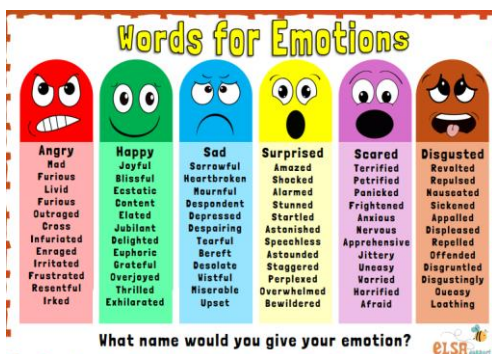 Words for Emotions
Angry
Mad
Furious
Livid
Furious
Outraged
Cross
Infuriated
Enraged
Irritated
Frustrated
Resentful
Irked
Happy
Joyful
Blissful
Ecstatic
Content
Elated
Jubilant
Delighted
Euphoric
Grateful
Overjoyed
Thrilled
Exhilarated
Sad
Sorrowful
Heartbroken
Mournful
Despondent
Depressed
Despairing
Tearful
Bereft
Desolate
Wistful
Miserable
Upset
Surprised
Amazed
Shocked
Alarmed
Stunned
Startled
Astonished
Speechless
Astounded
Staggered
Perplexed
Overwhelmed
Bewildered
Scared
Terrified
Petrified
Panicked
Frightened
Anxious
Nervous
Apprehensive
Jittery
Uneasy
Worried
Horrified
Afraid
Disgusted
Revolted
Repulsed
Nauseated
Sickened
Appalled
Displeased
Repelled
Offended
Disgruntled
Disgustingly
Queasy
Loathing
What name would you give your emotion?
ELSA support